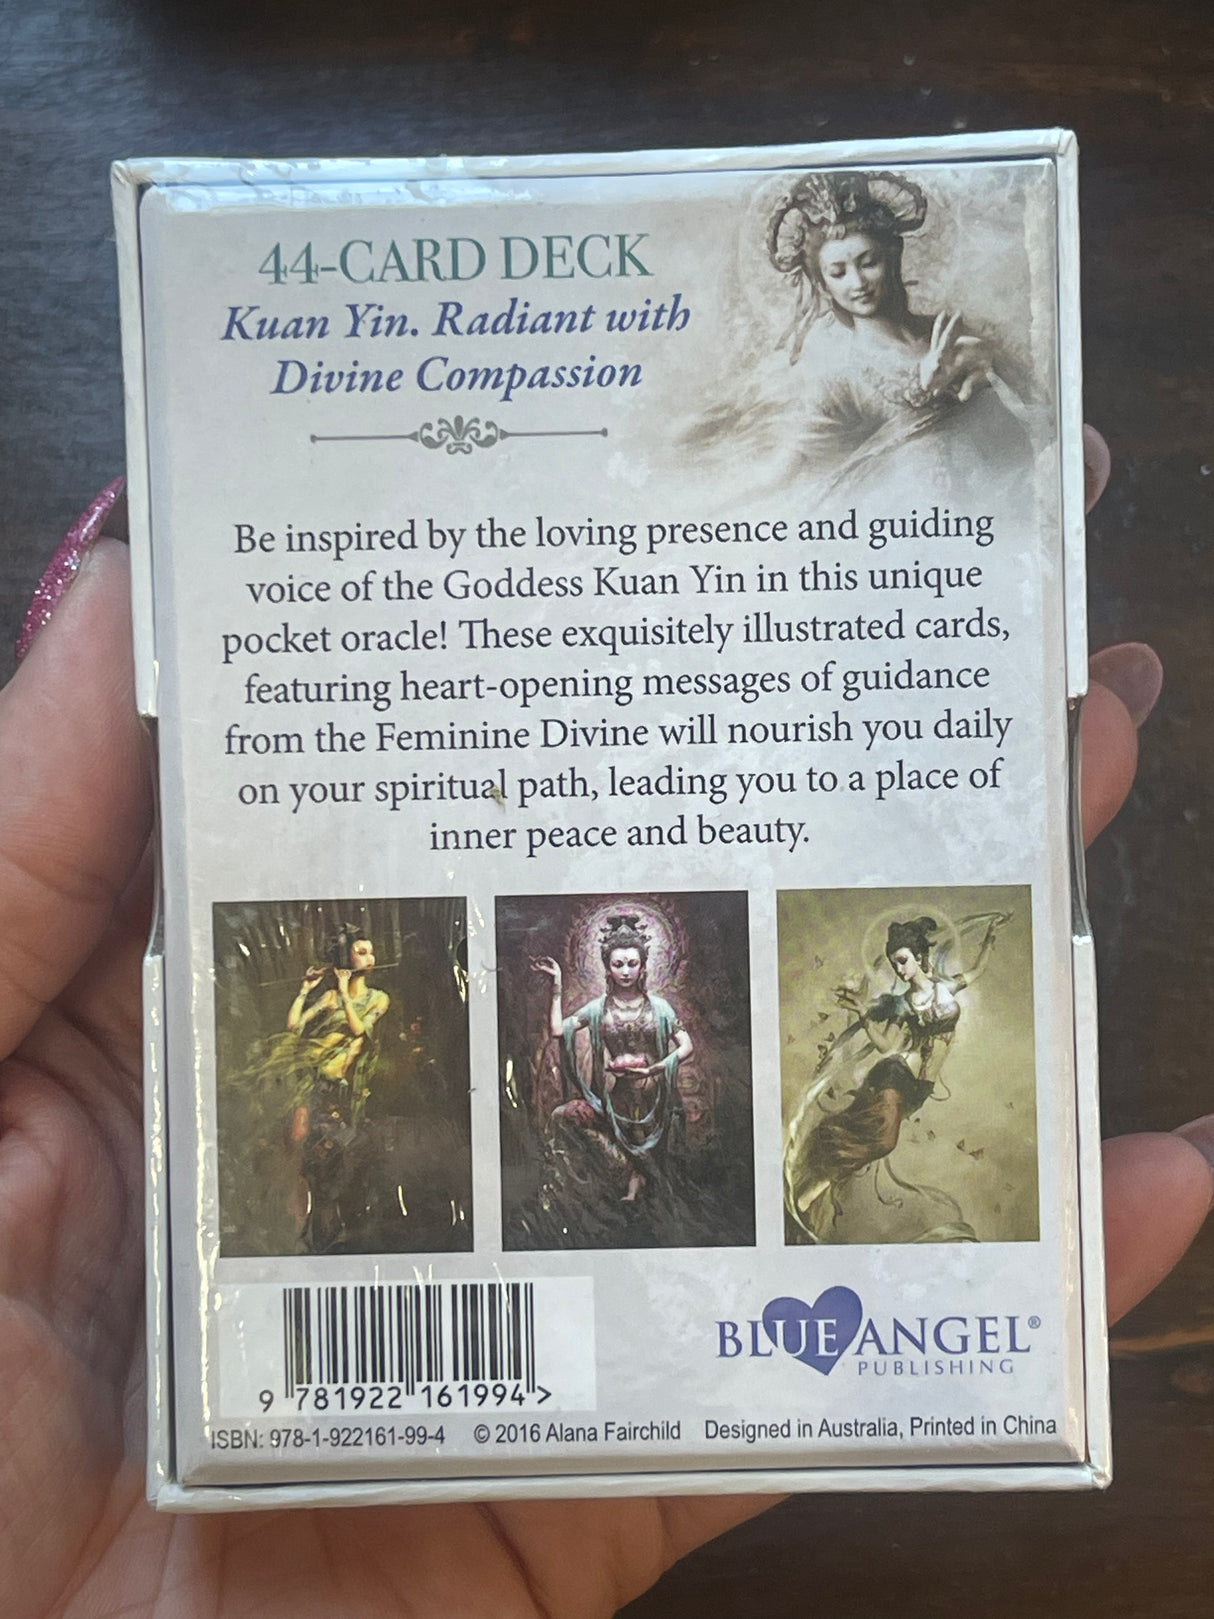 44-CARD DECK
Kuan Yin. Radiant with
Divine Compassion
Be inspired by the loving presence and guiding
voice of the Goddess Kuan Yin in this unique
pocket oracle! These exquisitely illustrated cards,
featuring heart-opening messages of guidance
from the Feminine Divine will nourish you daily
on your spiritual path, leading you to a place of
inner peace and beauty.
BLUE ANGEL®
PUBLISHING
9 781922 161994 >
ISBN: 978-1-922161-99-4 © 2016 Alana Fairchild Designed in Australia, Printed in China